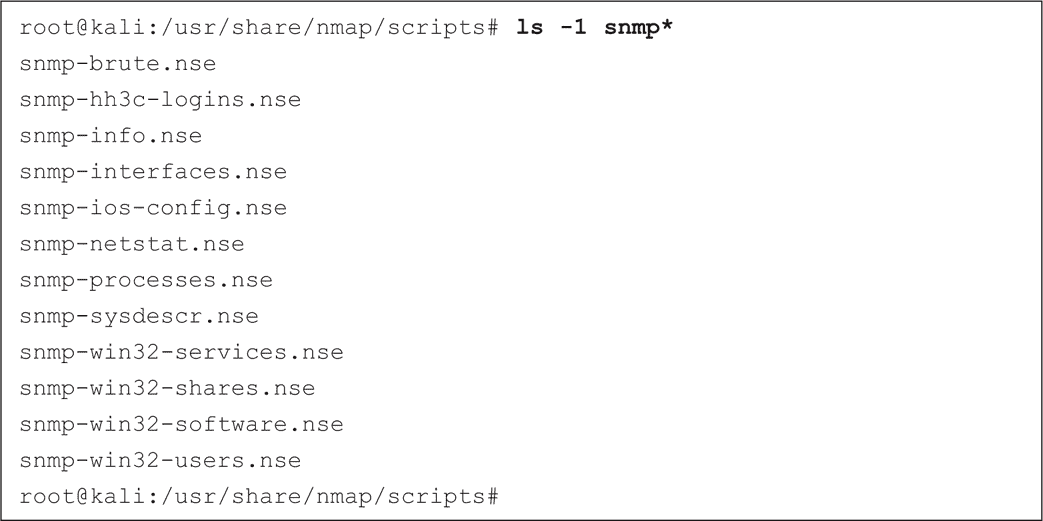 root@kali:/usr/share/nmap/scripts# ls -1 snmp*
snmp-brute.nse
snmp-hh3c-logins.nse
snmp-info.nse
snmp-interfaces.nse
snmp-ios-config.nse
snmp-netstat.nse
snmp-processes.nse
snmp-sysdescr.nse
snmp-win32-services.nse
snmp-win32-shares.nse
snmp-win32-software.nse
snmp-win32-users.nse
root@kali:/usr/share/nmap/scripts#